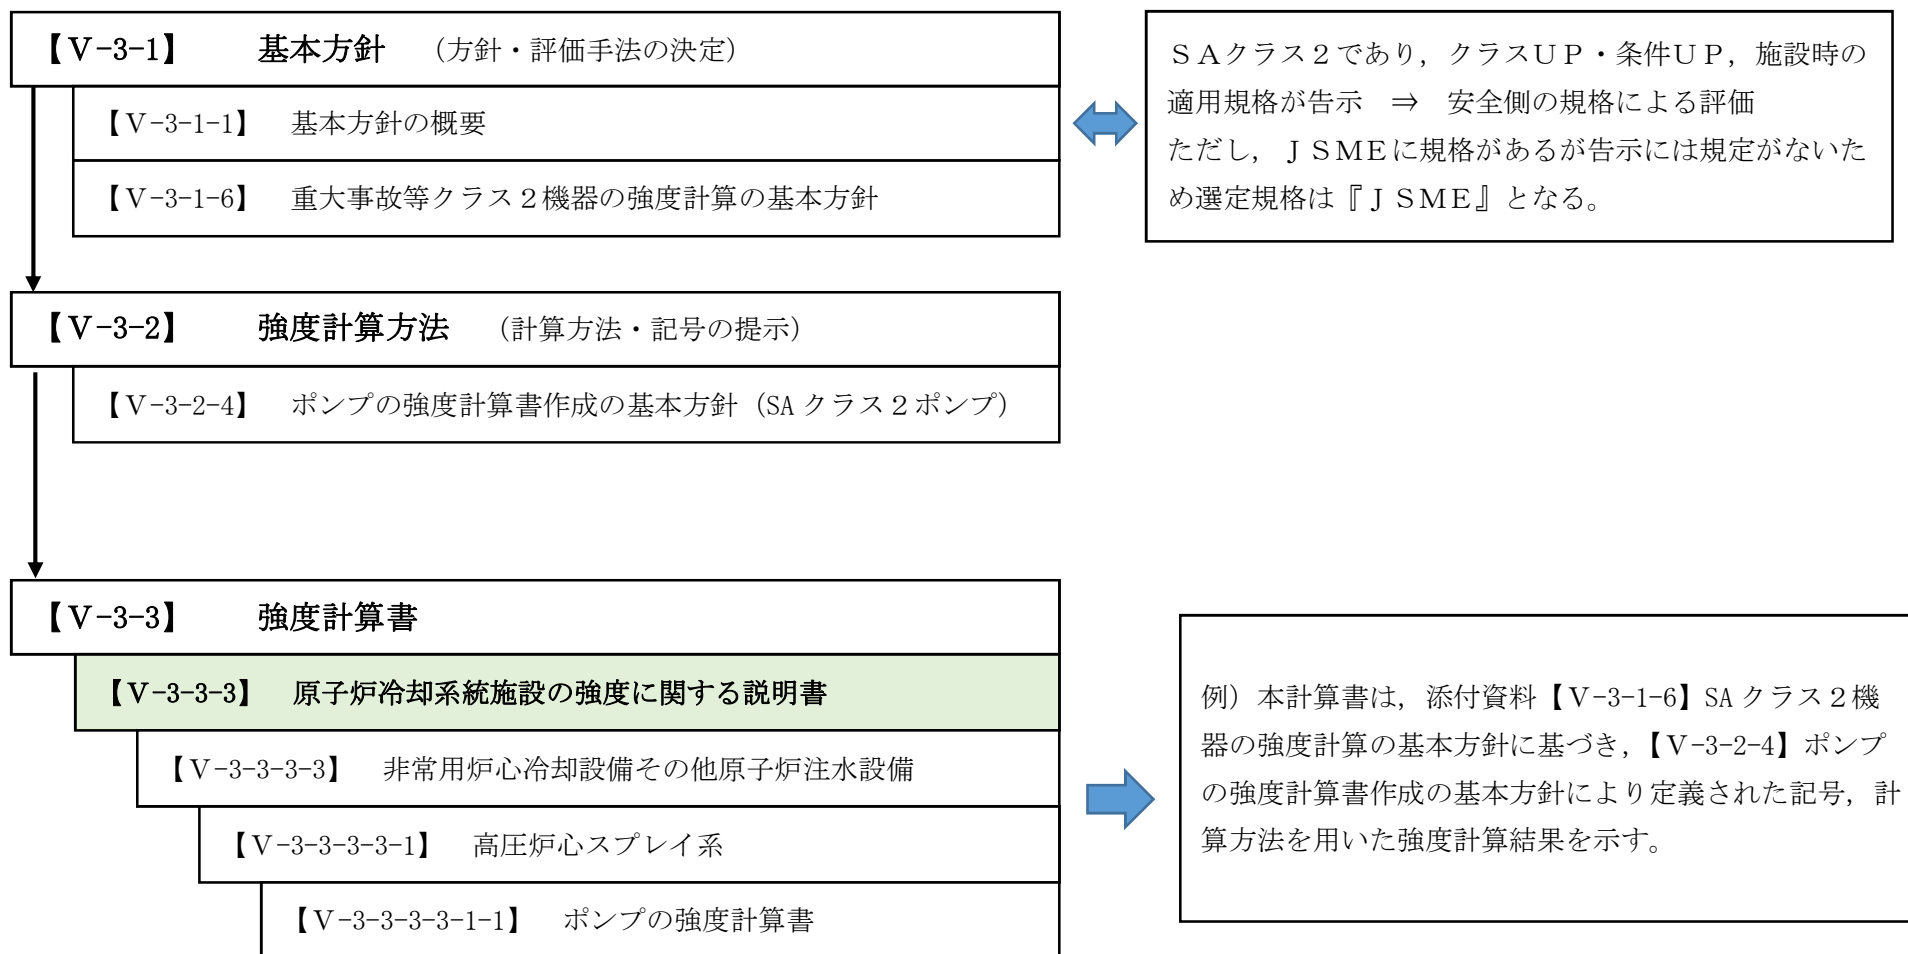 【Ⅴ-3-1】 基本方針 （方針・評価手法の決定）
【Ⅴ-3-1-1】 基本方針の概要
【Ⅴ-3-1-6】 重大事故等クラス２機器の強度計算の基本方針
ＳＡクラス２であり，クラスＵＰ・条件ＵＰ，施設時の
適用規格が告示 ⇒ 安全側の規格による評価
ただし，ＪＳＭＥに規格があるが告示には規定がないた
め選定規格は『ＪＳＭＥ』となる。
【Ⅴ-3-2】 強度計算方法 （計算方法・記号の提示）
【Ⅴ-3-2-4】 ポンプの強度計算書作成の基本方針（SA クラス２ポンプ）
【Ⅴ-3-3】 強度計算書
【Ⅴ-3-3-3】 原子炉冷却系統施設の強度に関する説明書
【Ⅴ-3-3-3-3】 非常用炉心冷却設備その他原子炉注水設備
【Ⅴ-3-3-3-3-1】 高圧炉心スプレイ系
【Ⅴ-3-3-3-3-1-1】 ポンプの強度計算書
例）本計算書は，添付資料【Ⅴ-3-1-6】SA クラス２機
器の強度計算の基本方針に基づき，【Ⅴ-3-2-4】ポンプ
の強度計算書作成の基本方針により定義された記号，計
算方法を用いた強度計算結果を示す。